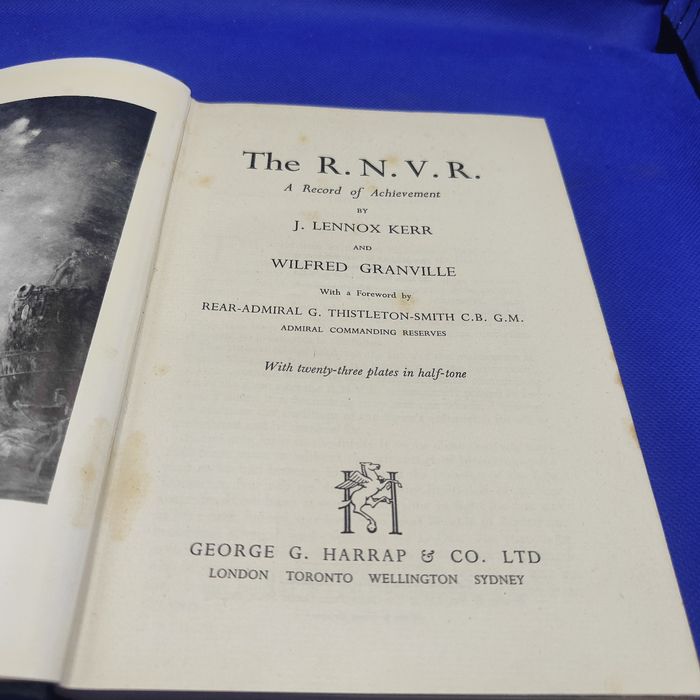 The R. N. V. R.
A Record of Achievement
BY
J. LENNOX KERR
AND
WILFRED GRANVILLE
With a Foreword by
REAR-ADMIRAL G. THISTLETON-SMITH C.B. G.M.
ADMIRAL COMMANDING RESERVES
With twenty-three plates in half-tone
H
GEORGE G. HARRAP & CO. LTD
LONDON TORONTO WELLINGTON SYDNEY